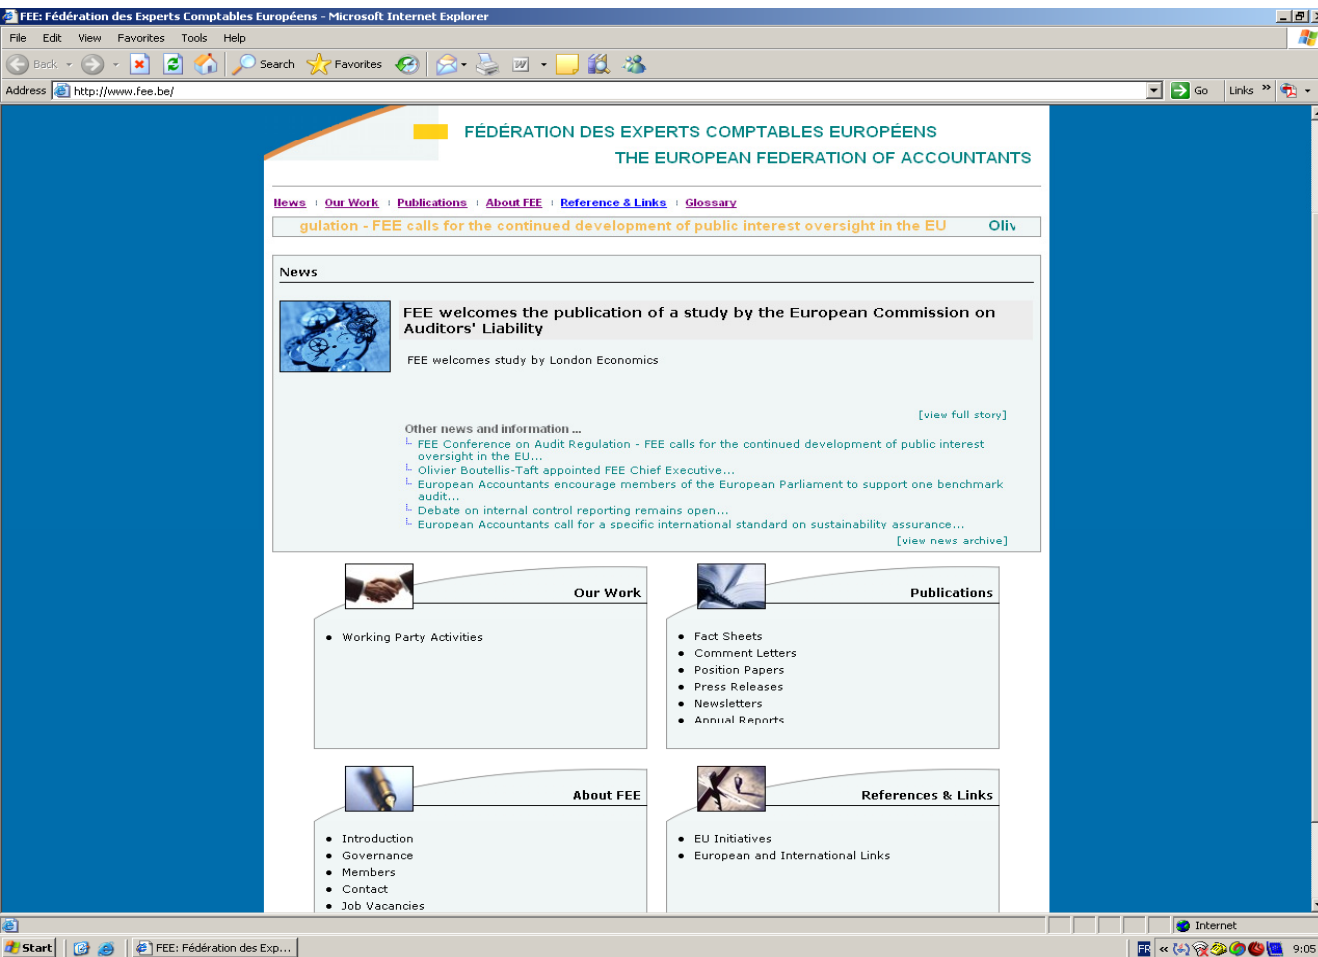 FEE: Fédération des Experts Comptables Européens - Microsoft Internet Explorer
File Edit View Favorites Tools Help
Back Search Favorites
Address http://www.fee.be/ Go Links »
FÉDÉRATION DES EXPERTS COMPTABLES EUROPÉENS
THE EUROPEAN FEDERATION OF ACCOUNTANTS
News Our Work Publications About FEE Reference & Links Glossary
gulation - FEE calls for the continued development of public interest oversight in the EU Oliv
News
FEE welcomes the publication of a study by the European Commission on
Auditors' Liability
FEE welcomes study by London Economics
[view full story]
Other news and information ...
FEE Conference on Audit Regulation - FEE calls for the continued development of public interest
oversight in the EU...
Olivier Boutellis-Taft appointed FEE Chief Executive...
European Accountants encourage members of the European Parliament to support one benchmark
audit...
Debate on internal control reporting remains open...
European Accountants call for a specific international standard on sustainability assurance...
[view news archive]
Our Work
• Working Party Activities
Publications
• Fact Sheets
• Comment Letters
• Position Papers
• Press Releases
• Newsletters
• Annual Reports
About FEE
• Introduction
• Governance
• Members
• Contact
• Job Vacancies
References & Links
• EU Initiatives
• European and International Links
Internet
Start FEE: Fédération des Exp... FR « 9:05